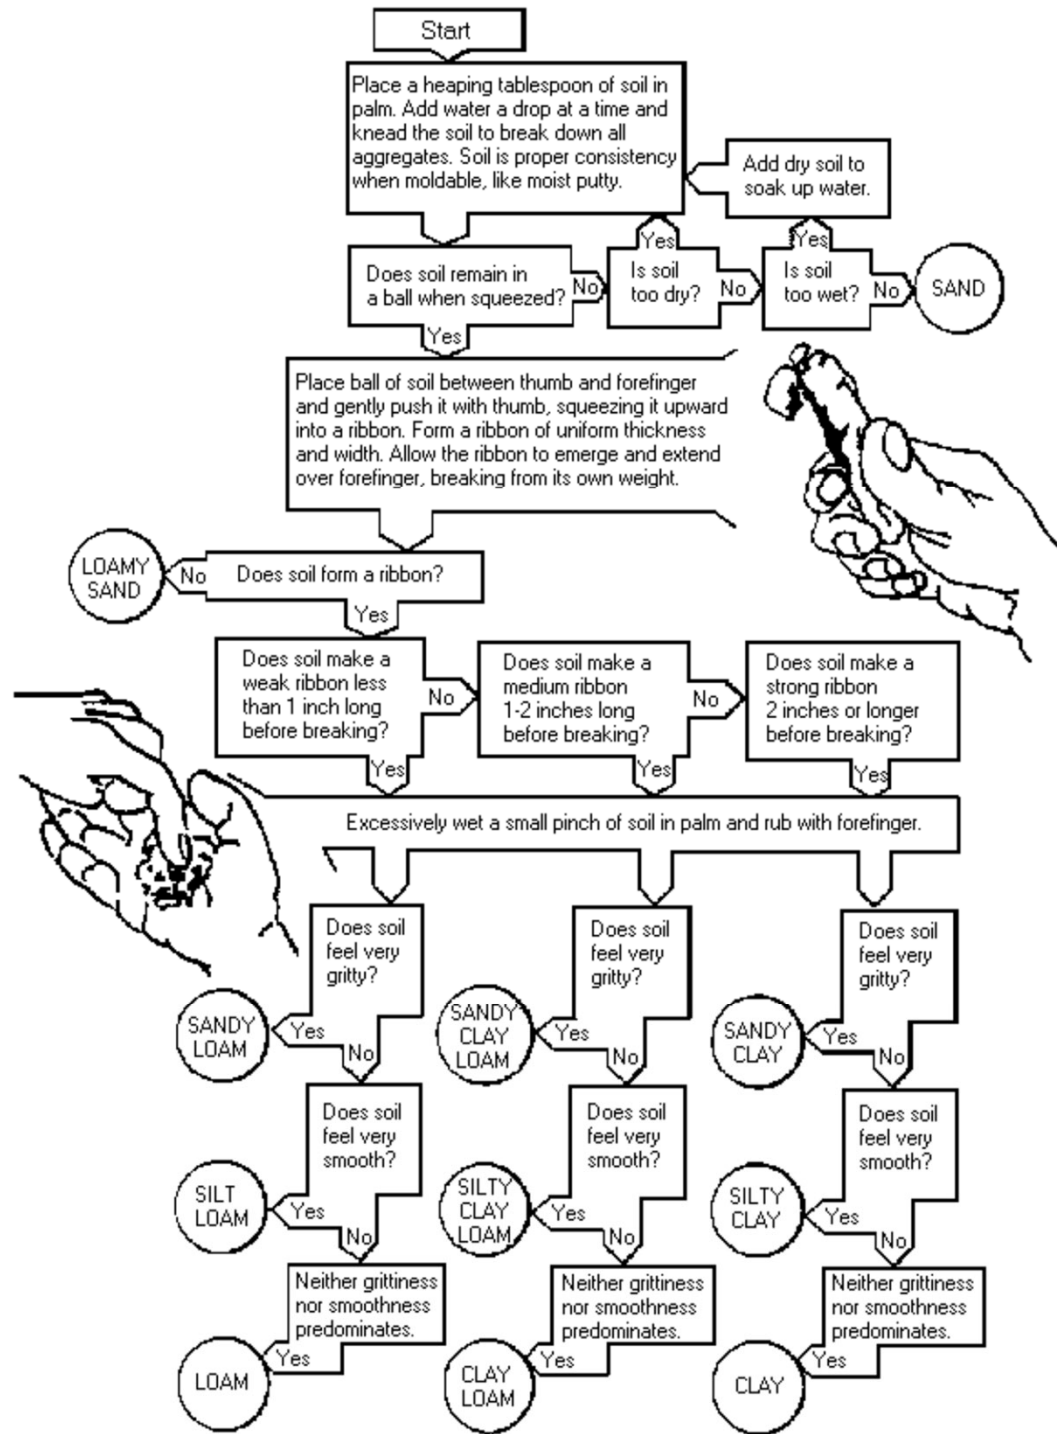 Start
Place a heaping tablespoon of soil in
palm. Add water a drop at a time and
knead the soil to break down all
aggregates. Soil is proper consistency
when moldable, like moist putty.
Add dry soil to
soak up water.
Yes
Yes
Does soil remain in
a ball when squeezed?
No
Is soil
too dry?
No
Is soil
too wet?
No
SAND
Yes
Place ball of soil between thumb and forefinger
and gently push it with thumb, squeezing it upward
into a ribbon. Form a ribbon of uniform thickness
and width. Allow the ribbon to emerge and extend
over forefinger, breaking from its own weight.
LOAMY
SAND
No
Does soil form a ribbon?
Yes
Does soil make a
weak ribbon less
than 1 inch long
before breaking?
No
Does soil make a
medium ribbon
1-2 inches long
before breaking?
No
Does soil make a
strong ribbon
2 inches or longer
before breaking?
Yes
Yes
Yes
Excessively wet a small pinch of soil in palm and rub with forefinger.
Does soil
feel very
gritty?
Does soil
feel very
gritty?
Does soil
feel very
gritty?
SANDY
LOAM
Yes
No
SANDY
CLAY
LOAM
Yes
No
SANDY
CLAY
Yes
No
Does soil
feel very
smooth?
Does soil
feel very
smooth?
Does soil
feel very
smooth?
SILT
LOAM
Yes
No
SILTY
CLAY
LOAM
Yes
No
SILTY
CLAY
Yes
No
Neither grittiness
nor smoothness
predominates.
Neither grittiness
nor smoothness
predominates.
Neither grittiness
nor smoothness
predominates.
LOAM
Yes
CLAY
LOAM
Yes
CLAY
Yes